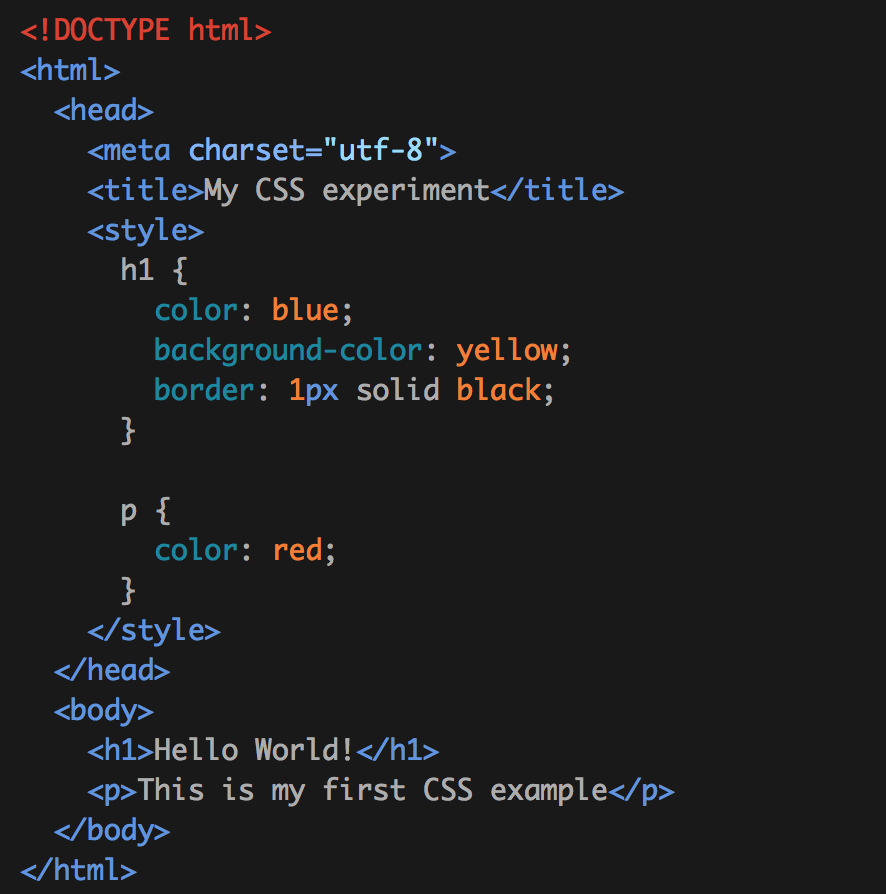 <!DOCTYPE html>
<html>
  <head>
    <meta charset="utf-8">
    <title>My CSS experiment</title>
    <style>
      h1 {
        color: blue;
        background-color: yellow;
        border: 1px solid black;
      }

      p {
        color: red;
      }
    </style>
  </head>
  <body>
    <h1>Hello World!</h1>
    <p>This is my first CSS example</p>
  </body>
</html>